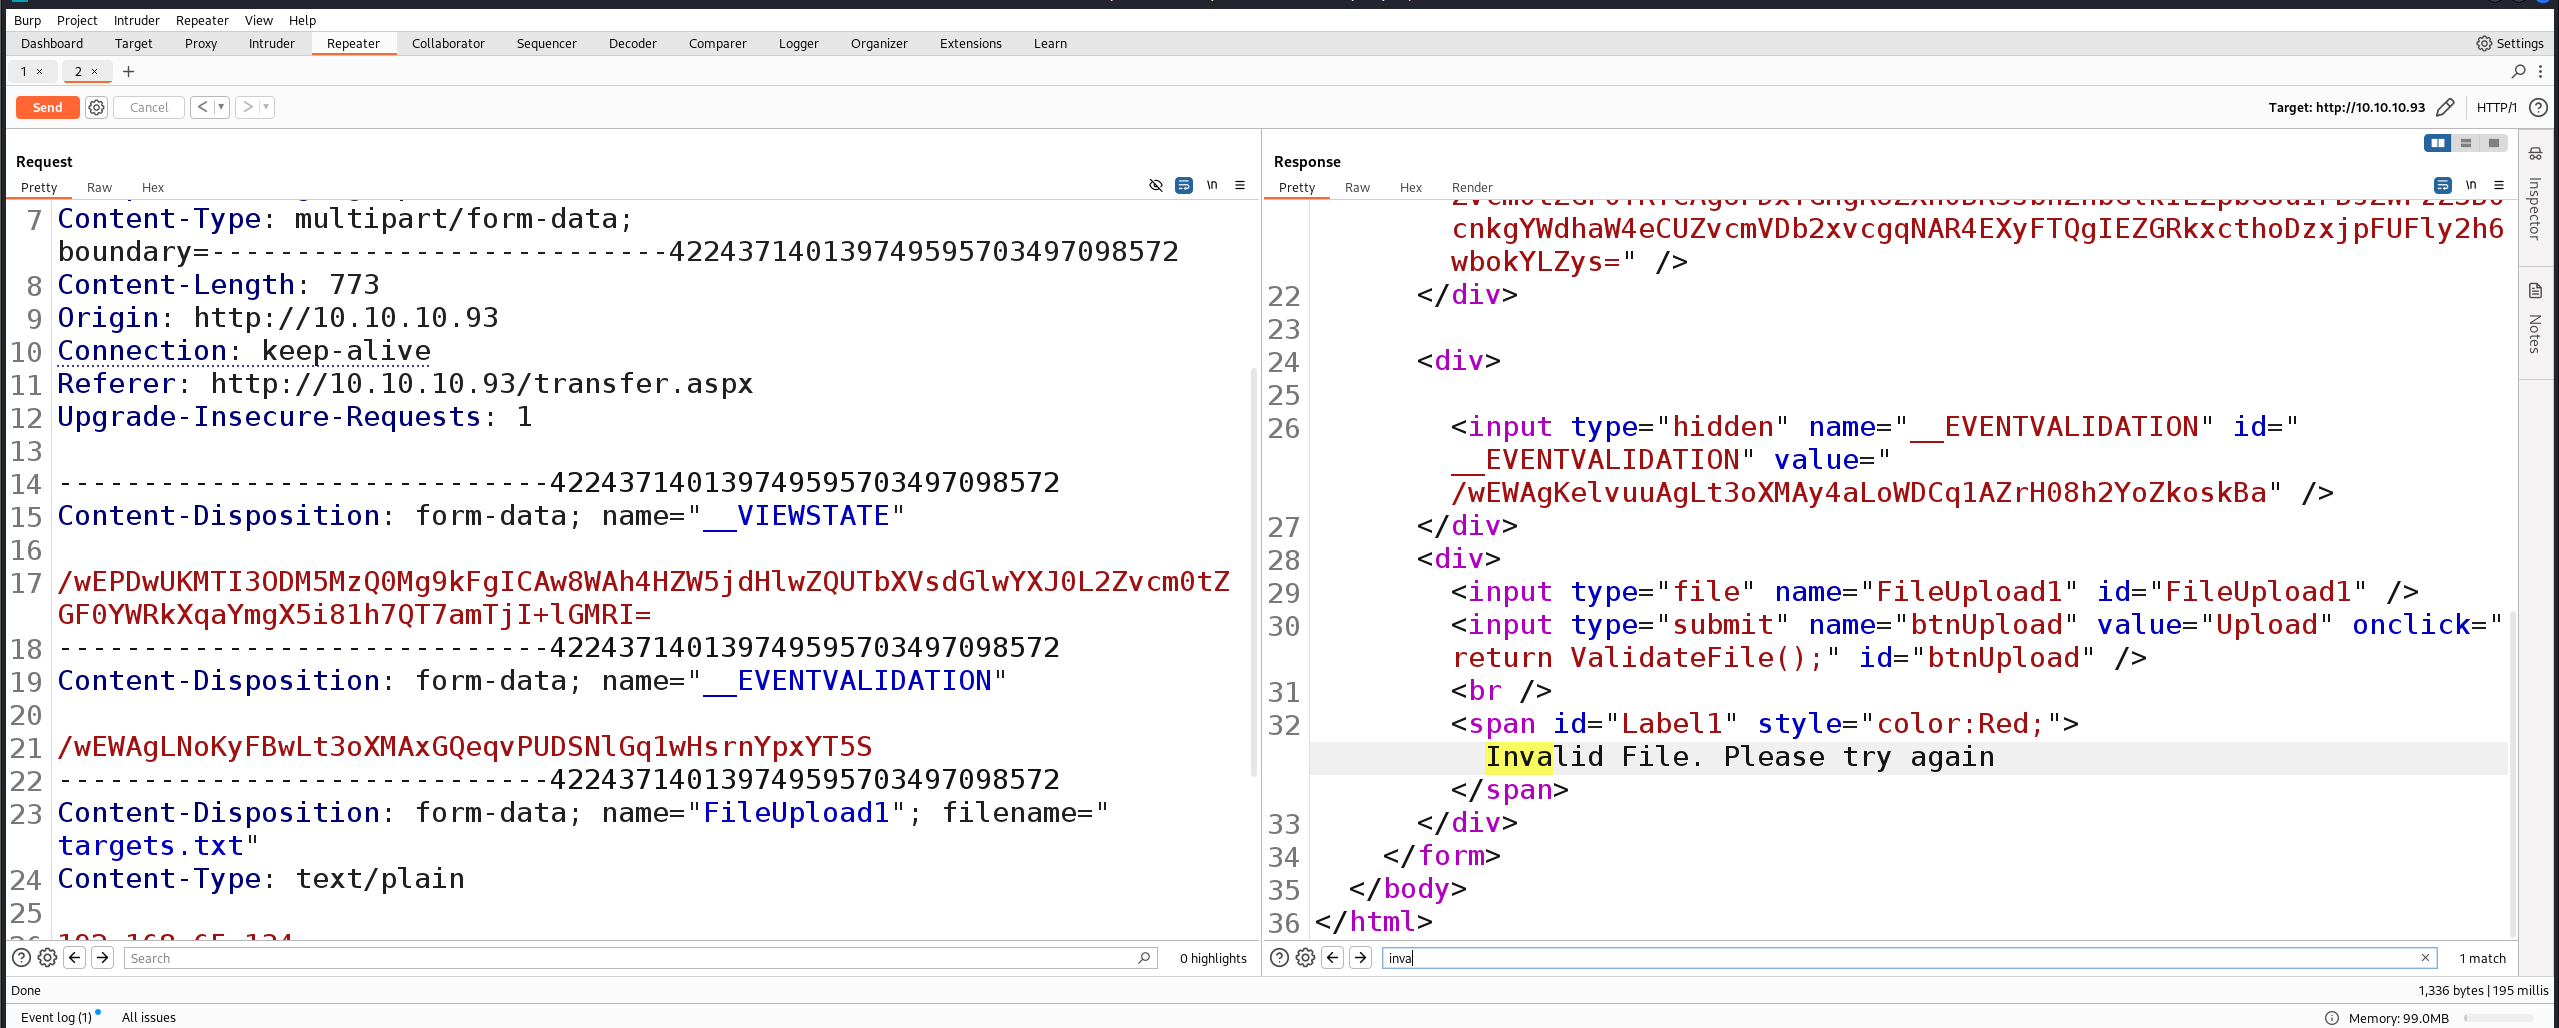 Burp Project Intruder Repeater View Help
Dashboard Target Proxy Intruder Repeater Collaborator Sequencer Decoder Comparer Logger Organizer Extensions Learn Settings
1 × 2 × +
Send Cancel < > Target: http://10.10.10.93 HTTP/1
Request
Pretty Raw Hex \n
7 Content-Type: multipart/form-data;
boundary=---------------------------422437140139749595703497098572
8 Content-Length: 773
9 Origin: http://10.10.10.93
10 Connection: keep-alive
11 Referer: http://10.10.10.93/transfer.aspx
12 Upgrade-Insecure-Requests: 1
13
14 -----------------------------422437140139749595703497098572
15 Content-Disposition: form-data; name="__VIEWSTATE"
16
17 /wEPDwUKMTI3ODM5MzQ0Mg9kFgICAw8WAh4HZW5jdHlwZQUTbXVsdGlwYXJ0L2Zvcm0tZ
GF0YWRkXqaYmgX5i81h7QT7amTjI+lGMRI=
18 -----------------------------422437140139749595703497098572
19 Content-Disposition: form-data; name="__EVENTVALIDATION"
20
21 /wEWAgLNoKyFBwLt3oXMAxGQeqvPUDSNlGq1wHsrnYpxYT5S
22 -----------------------------422437140139749595703497098572
23 Content-Disposition: form-data; name="FileUpload1"; filename="
targets.txt"
24 Content-Type: text/plain
25
Search 0 highlights
Response
Pretty Raw Hex Render \n
cnkgYWdhaW4eCUZvcmVDb2xvcgqNAR4EXyFTQgIEZGRkxcthoDzxjpFUFly2h6
wbokYLZys=" />
22 </div>
23
24 <div>
25
26 <input type="hidden" name="__EVENTVALIDATION" id="
__EVENTVALIDATION" value="
/wEWAgKelvuuAgLt3oXMAy4aLoWDCq1AZrH08h2YoZkoskBa" />
27 </div>
28 <div>
29 <input type="file" name="FileUpload1" id="FileUpload1" />
30 <input type="submit" name="btnUpload" value="Upload" onclick="
return ValidateFile();" id="btnUpload" />
31 <br />
32 <span id="Label1" style="color:Red;">
Invalid File. Please try again
</span>
33 </div>
34 </form>
35 </body>
36 </html>
inva 1 match
Inspector
Notes
Done 1,336 bytes | 195 millis
Event log (1) All issues Memory: 99.0MB